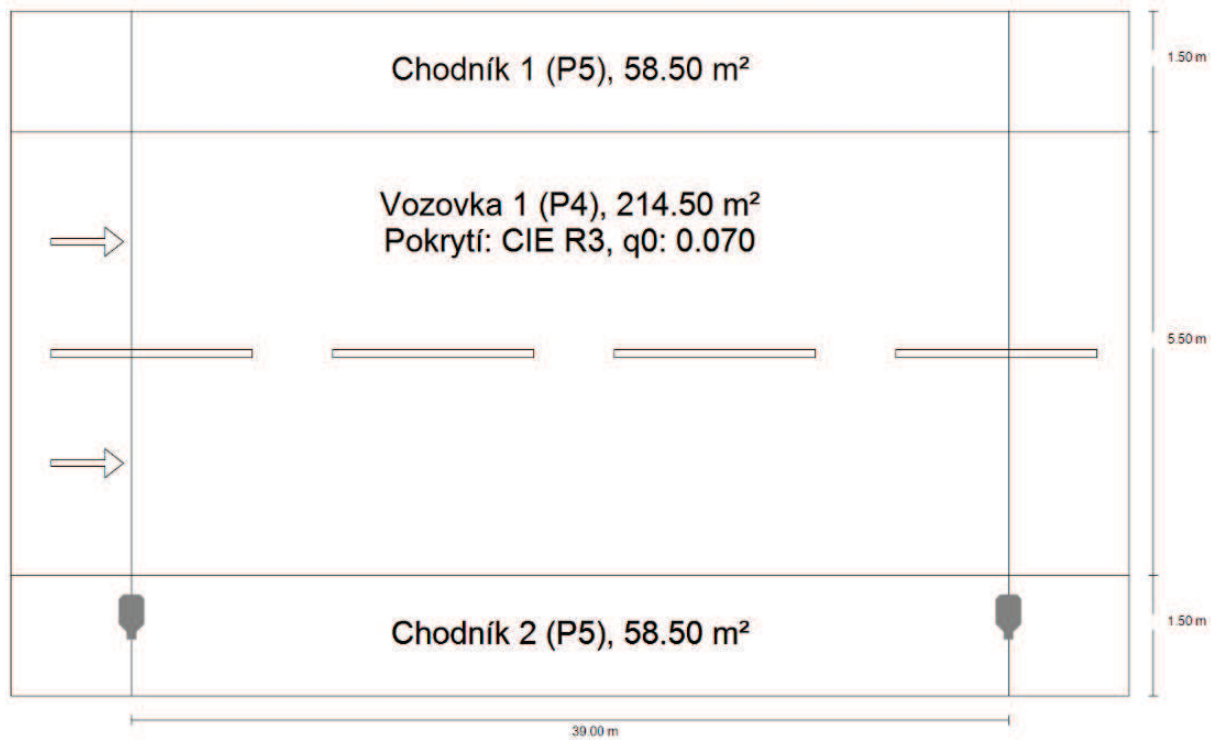 Chodník 1 (P5), 58.50 m²
1.50 m
Vozovka 1 (P4), 214.50 m²
Pokrytí: CIE R3, q0: 0.070
5.50 m
Chodník 2 (P5), 58.50 m²
1.50 m
39.00 m